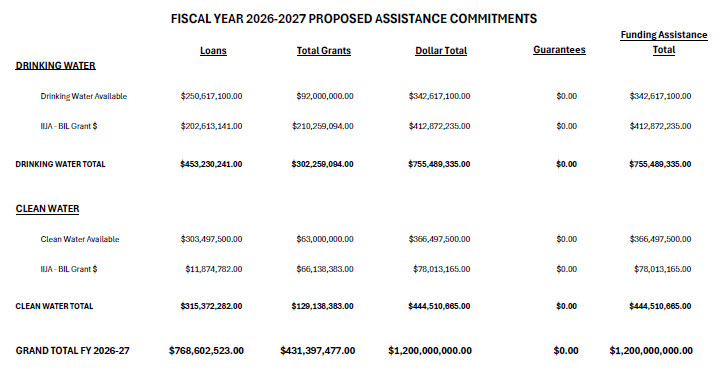 FISCAL YEAR 2026-2027 PROPOSED ASSISTANCE COMMITMENTS
Loans Total Grants Dollar Total Guarantees Funding Assistance Total
DRINKING WATER
Drinking Water Available $250,617,100.00 $92,000,000.00 $342,617,100.00 $0.00 $342,617,100.00
IIJA - BIL Grant $ $202,613,141.00 $210,259,094.00 $412,872,235.00 $0.00 $412,872,235.00
DRINKING WATER TOTAL $453,230,241.00 $302,259,094.00 $755,489,335.00 $0.00 $755,489,335.00
CLEAN WATER
Clean Water Available $303,497,500.00 $63,000,000.00 $366,497,500.00 $0.00 $366,497,500.00
IIJA - BIL Grant $ $11,874,782.00 $66,138,383.00 $78,013,165.00 $0.00 $78,013,165.00
CLEAN WATER TOTAL $315,372,282.00 $129,138,383.00 $444,510,665.00 $0.00 $444,510,665.00
GRAND TOTAL FY 2026-27 $768,602,523.00 $431,397,477.00 $1,200,000,000.00 $0.00 $1,200,000,000.00